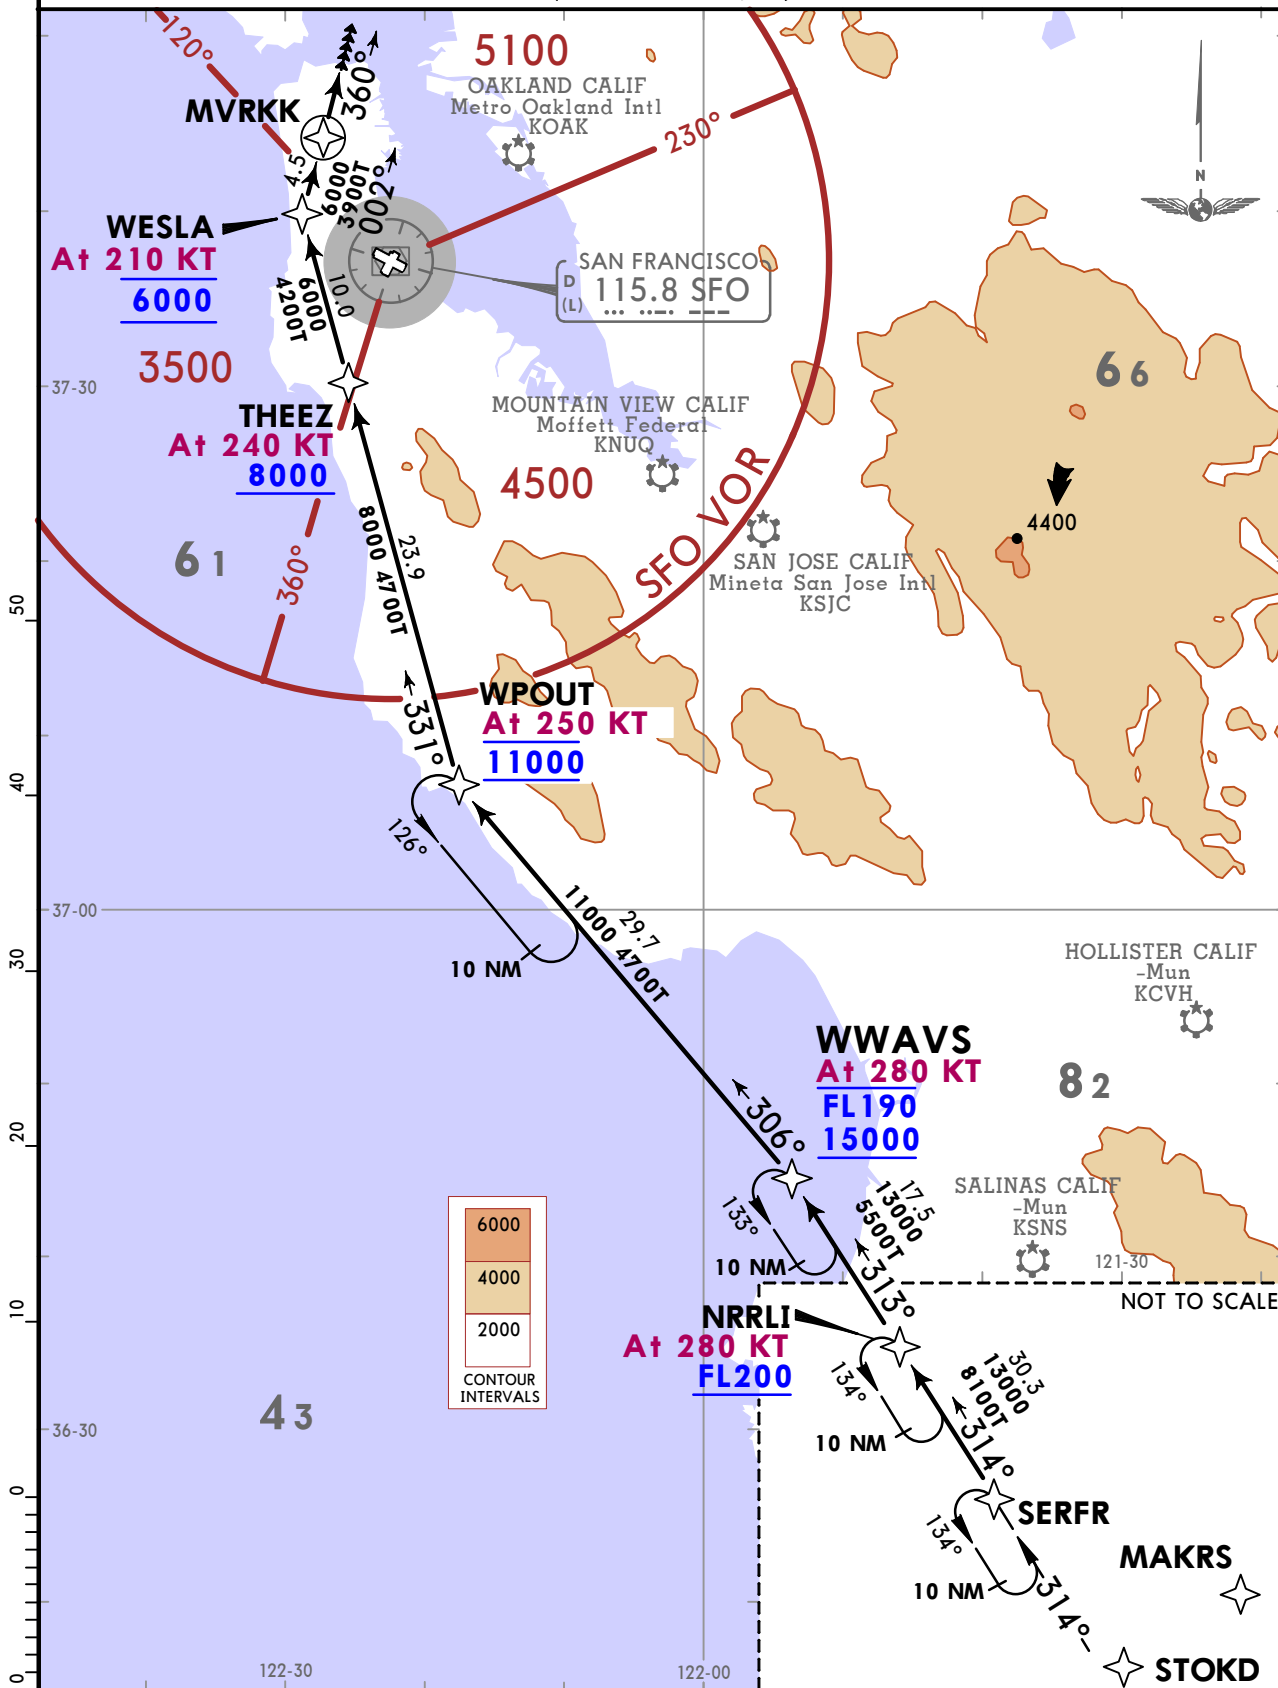 120°
5100
OAKLAND CALIF
Metro Oakland Intl
KOAK
360°
MVRKK
230°
4.5
6000
3900T
002°
N
WESLA
At 210 KT
6000
SAN FRANCISCO
D
(L)
115.8 SFO
10.0
6000
4200T
3500
37-30
6 6
THEEZ
At 240 KT
8000
MOUNTAIN VIEW CALIF
Moffett Federal
KNUQ
4500
SFO VOR
4400
8000 4700T
23.9
6 1
360°
SAN JOSE CALIF
Mineta San Jose Intl
KSJC
50
WPOUT
At 250 KT
11000
331°
40
126°
37-00
11000 4700T
29.7
10 NM
30
HOLLISTER CALIF
-Mun
KCVH
WWAVS
At 280 KT
FL190
15000
8 2
306°
20
SALINAS CALIF
-Mun
KSNS
17.5
13000
5500T
133°
10 NM
313°
121-30
6000
4000
2000
CONTOUR
INTERVALS
NOT TO SCALE
10
NRRLI
At 280 KT
FL200
134°
30.3
13000
8100T
4 3
36-30
10 NM
314°
0
SERFR
134°
MAKRS
10 NM
314°
122-30
122-00
STOKD
0